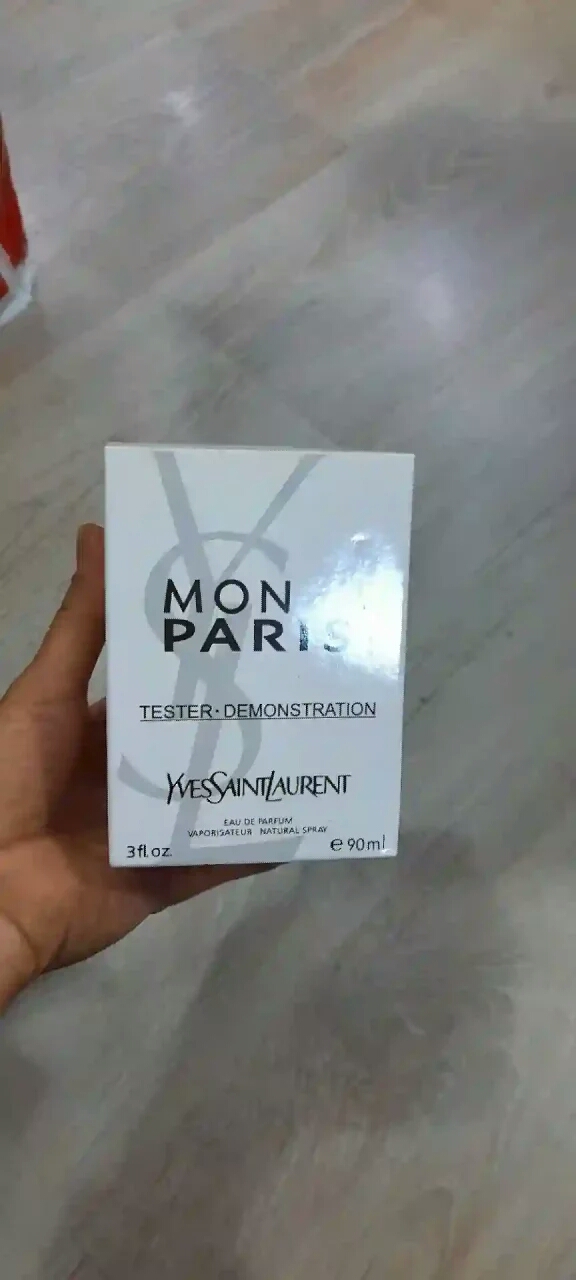 MON
PARIS
TESTER·DEMONSTRATION
YVESSAINTLAURENT
EAU DE PARFUM
VAPORISATEUR NATURAL SPRAY
3fl.oz. e 90ml